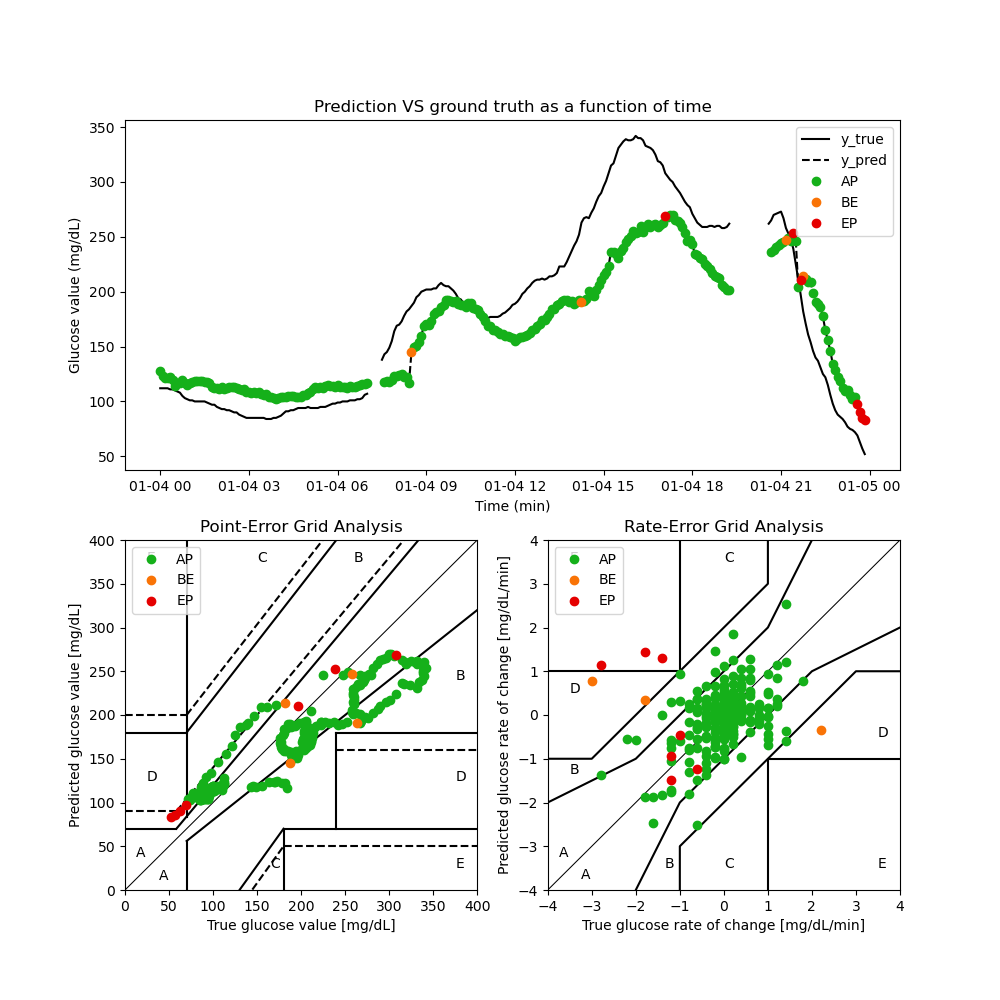 Prediction VS ground truth as a function of time
Glucose value (mg/dL)
350
300
250
200
150
100
50
y_true
y_pred
AP
BE
EP
01-04 00 01-04 03 01-04 06 01-04 09 01-04 12 01-04 15 01-04 18 01-04 21 01-05 00
Time (min)
Point-Error Grid Analysis
Predicted glucose value [mg/dL]
400
350
300
250
200
150
100
50
0
AP
BE
EP
C
B
B
D
D
A
A
C
E
0 50 100 150 200 250 300 350 400
True glucose value [mg/dL]
Rate-Error Grid Analysis
Predicted glucose rate of change [mg/dL/min]
4
3
2
1
0
−1
−2
−3
−4
AP
BE
EP
C
D
D
B
A
A
B
C
E
−4 −3 −2 −1 0 1 2 3 4
True glucose rate of change [mg/dL/min]